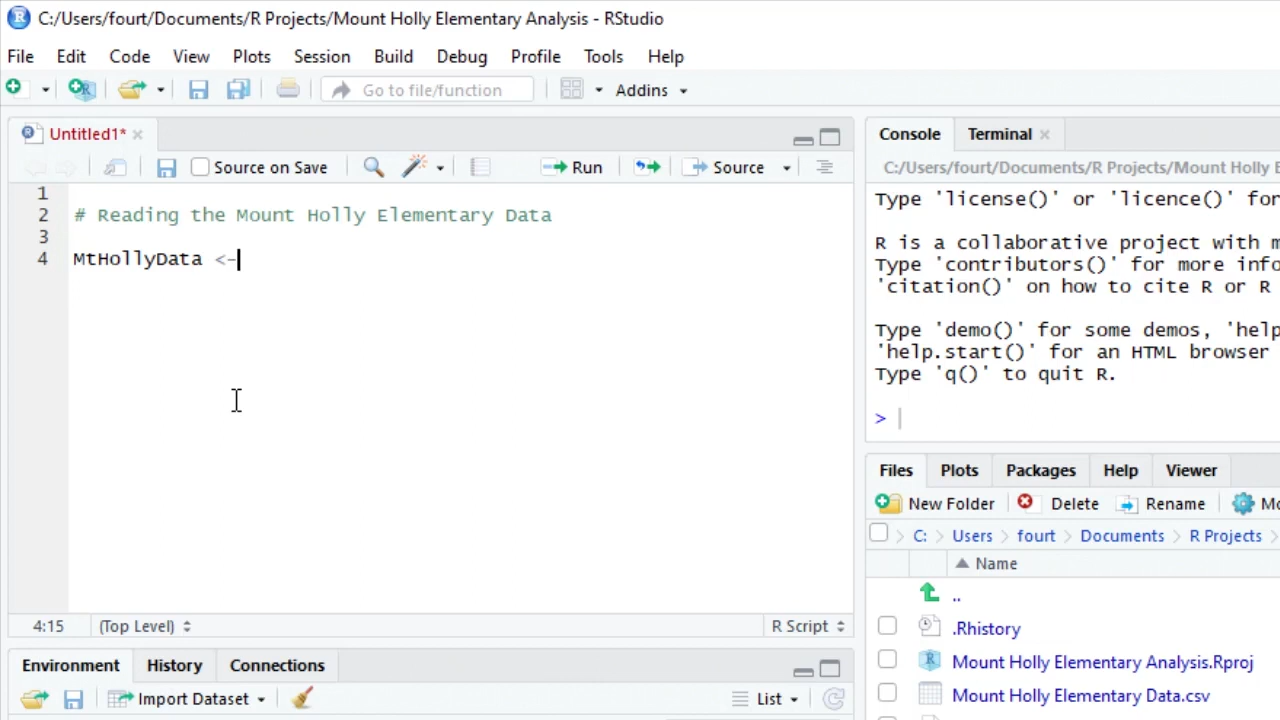 C:/Users/fourt/Documents/R Projects/Mount Holly Elementary Analysis - RStudio
File Edit Code View Plots Session Build Debug Profile Tools Help
Go to file/function Addins
Untitled1*
Source on Save Run Source
1
2 # Reading the Mount Holly Elementary Data
3
4 MtHollyData <-
4:15 (Top Level) R Script
Environment History Connections
Import Dataset List
Console Terminal
C:/Users/fourt/Documents/R Projects/Mount Holly E
Type 'license()' or 'licence()' for
R is a collaborative project with m
Type 'contributors()' for more info
'citation()' on how to cite R or R
Type 'demo()' for some demos, 'help
'help.start()' for an HTML browser
Type 'q()' to quit R.
>
Files Plots Packages Help Viewer
New Folder Delete Rename Mo
C: Users fourt Documents R Projects
Name
..
.Rhistory
Mount Holly Elementary Analysis.Rproj
Mount Holly Elementary Data.csv